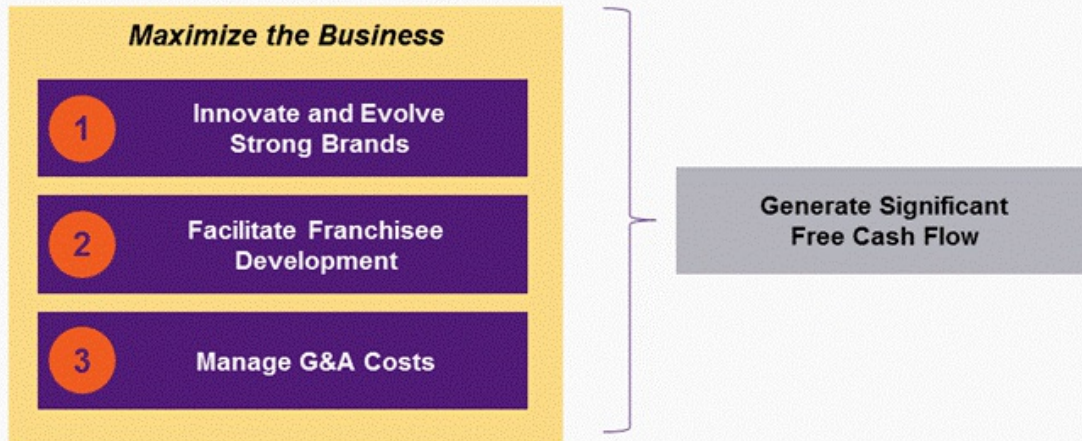 Maximize the Business
1
Innovate and Evolve
Strong Brands
2
Facilitate Franchisee
Development
3
Manage G&A Costs
Generate Significant
Free Cash Flow